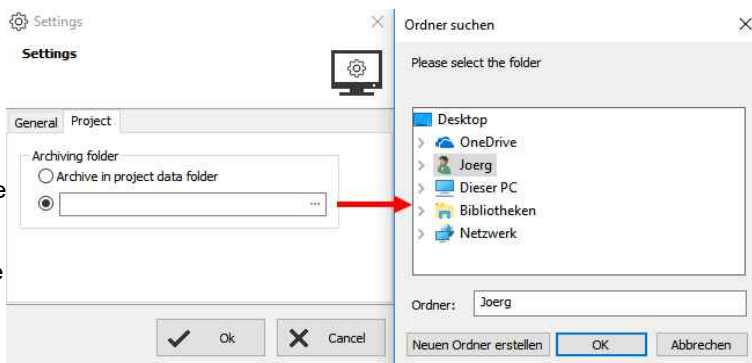 Settings
Settings
General Project
Archiving folder
Archive in project data folder
e
...
e
Ok Cancel
Ordner suchen
Please select the folder
Desktop
OneDrive
Joerg
Dieser PC
Bibliotheken
Netzwerk
Ordner: Joerg
Neuen Ordner erstellen OK Abbrechen